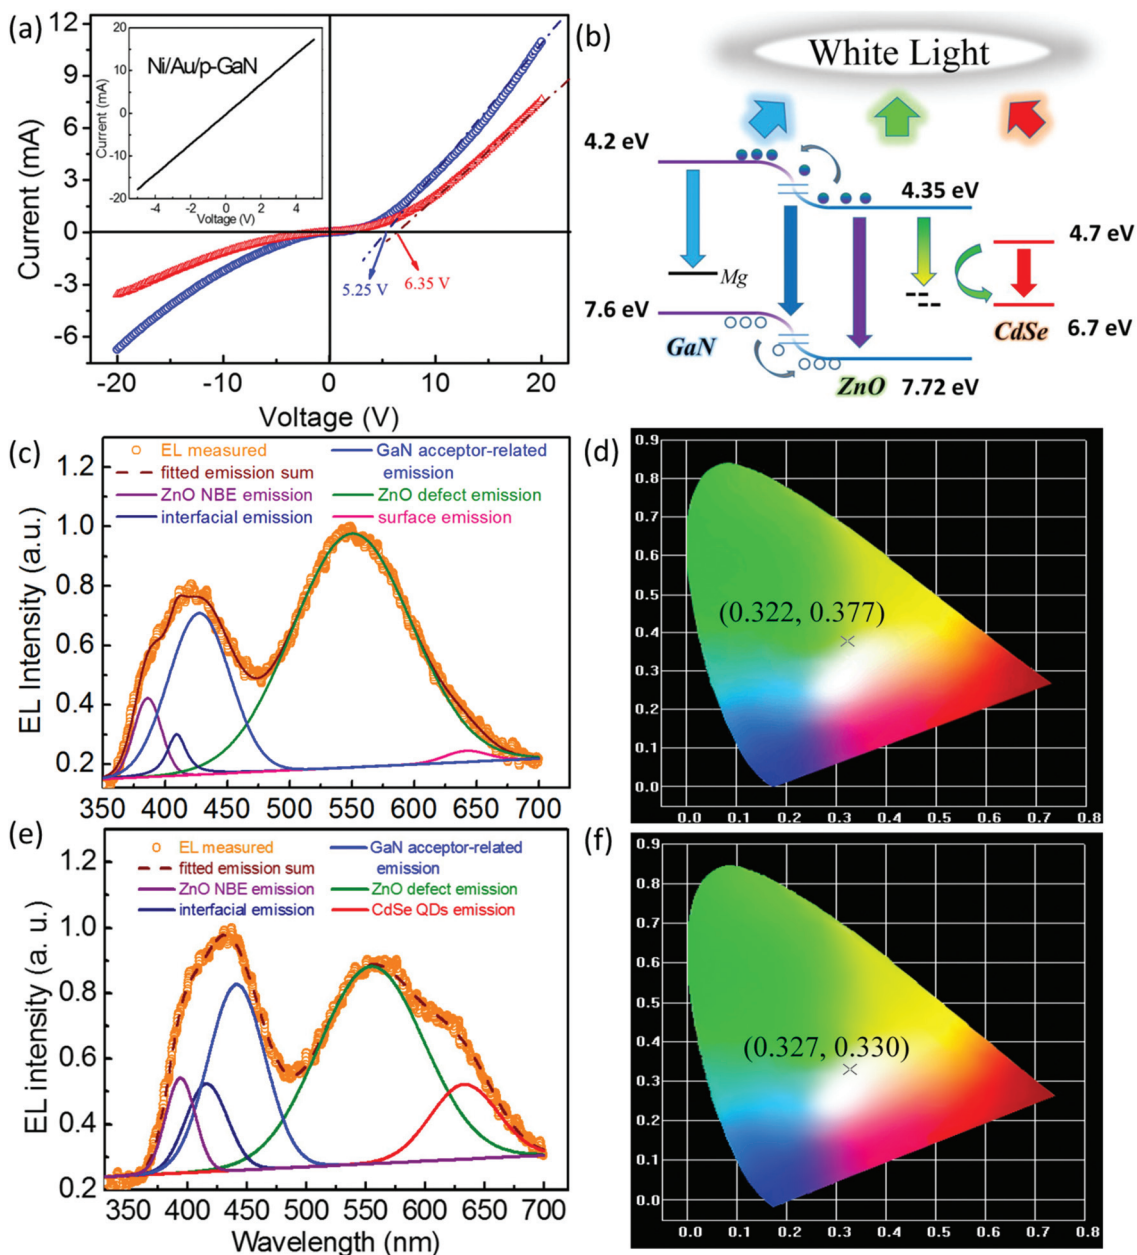 (a)
12
9
6
3
0
-3
-6
Current (mA)
-20
-10
0
10
20
Voltage (V)
5.25 V
6.35 V
20
10
0
-10
-20
Current (mA)
Ni/Au/p-GaN
-4
-2
0
2
4
Voltage (V)
(b)
White Light
4.2 eV
4.35 eV
4.7 eV
Mg
7.6 eV
GaN
CdSe
6.7 eV
ZnO
7.72 eV
(c)
EL measured
GaN acceptor-related
emission
fitted emission sum
ZnO NBE emission
ZnO defect emission
interfacial emission
surface emission
1.2
1.0
0.8
0.6
0.4
0.2
EL Intensity (a.u.)
350 400 450 500 550 600 650 700
(d)
0.9
0.8
0.7
0.6
0.5
0.4
0.3
0.2
0.1
0.0
(0.322, 0.377)
0.0 0.1 0.2 0.3 0.4 0.5 0.6 0.7 0.8
(e)
EL measured
GaN acceptor-related
emission
fitted emission sum
ZnO NBE emission
ZnO defect emission
interfacial emission
CdSe QDs emission
1.2
1.0
0.8
0.6
0.4
0.2
EL intensity (a. u.)
350 400 450 500 550 600 650 700
Wavelength (nm)
(f)
0.9
0.8
0.7
0.6
0.5
0.4
0.3
0.2
0.1
0.0
(0.327, 0.330)
0.0 0.1 0.2 0.3 0.4 0.5 0.6 0.7 0.8